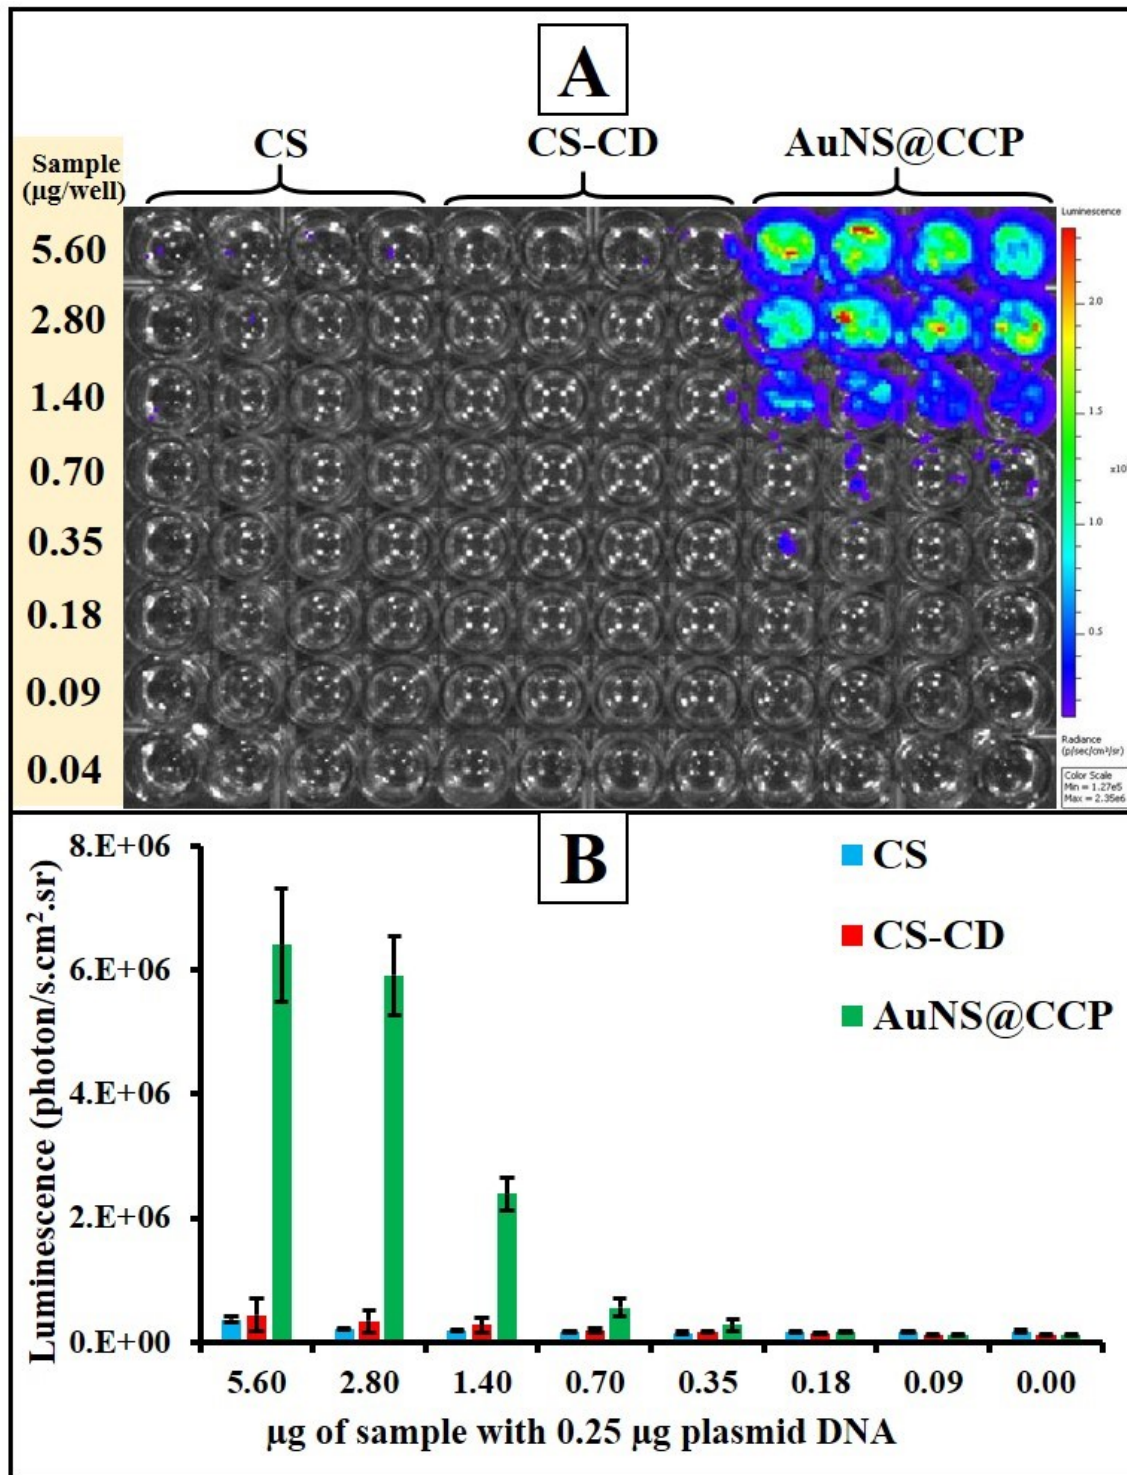 A
CS
CS-CD
AuNS@CCP
Sample
(µg/well)
5.60
2.80
1.40
0.70
0.35
0.18
0.09
0.04
Luminescence
2.0
1.5
1.0
0.5
Radiance
(p/sec/cm²/sr)
Color Scale
Min = 1.27e5
Max = 2.35e6
B
CS
CS-CD
AuNS@CCP
Luminescence (photon/s.cm².sr)
8.E+06
6.E+06
4.E+06
2.E+06
0.E+00
5.60 2.80 1.40 0.70 0.35 0.18 0.09 0.00
µg of sample with 0.25 µg plasmid DNA